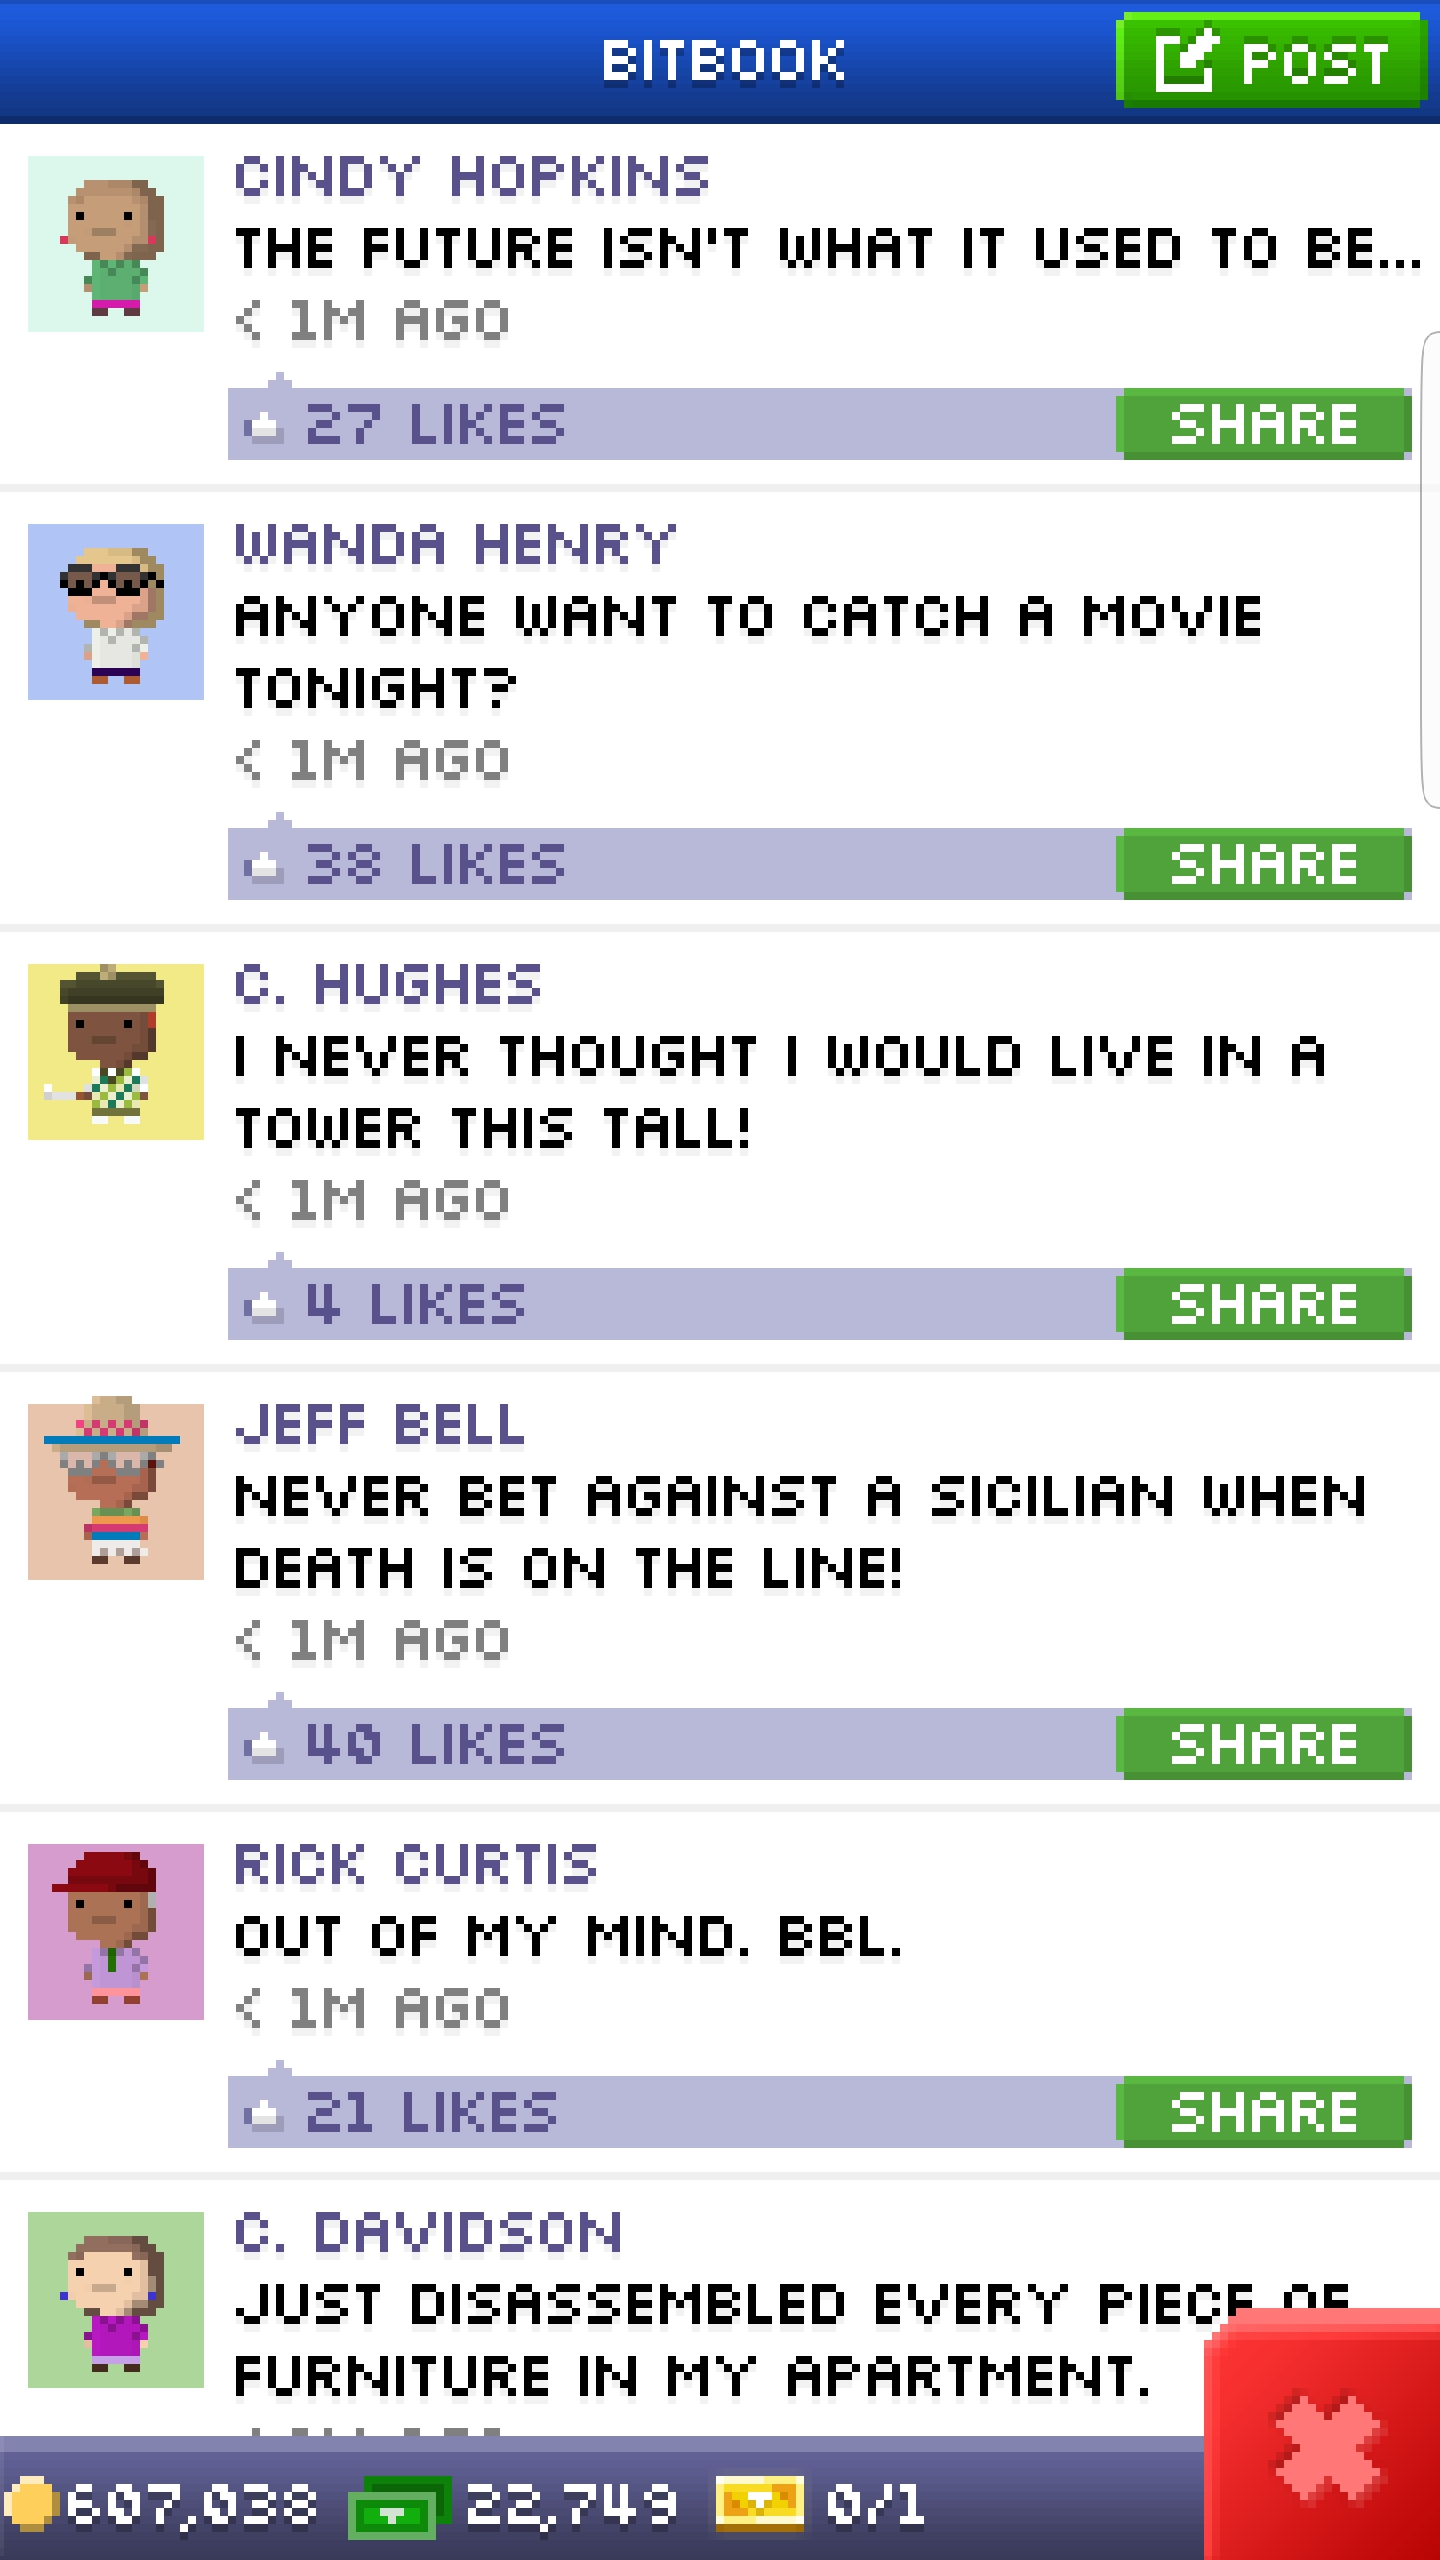 BITBOOK
POST
CINDY HOPKINS
THE FUTURE ISN'T WHAT IT USED TO BE...
< 1M AGO
27 LIKES
SHARE
WANDA HENRY
ANYONE WANT TO CATCH A MOVIE
TONIGHT?
< 1M AGO
38 LIKES
SHARE
C. HUGHES
I NEVER THOUGHT I WOULD LIVE IN A
TOWER THIS TALL!
< 1M AGO
4 LIKES
SHARE
JEFF BELL
NEVER BET AGAINST A SICILIAN WHEN
DEATH IS ON THE LINE!
< 1M AGO
40 LIKES
SHARE
RICK CURTIS
OUT OF MY MIND. BBL.
< 1M AGO
21 LIKES
SHARE
C. DAVIDSON
JUST DISASSEMBLED EVERY PIECE OF
FURNITURE IN MY APARTMENT.
607,038
22,749
0/1